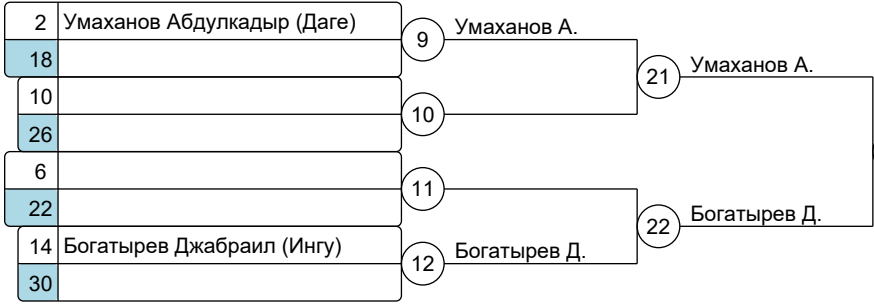 2 Умаханов Абдулкадыр (Даге)
18
9 Умаханов А.
10
26
10
21 Умаханов А.
6
22
11
14 Богатырев Джабраил (Ингу)
30
12 Богатырев Д.
22 Богатырев Д.